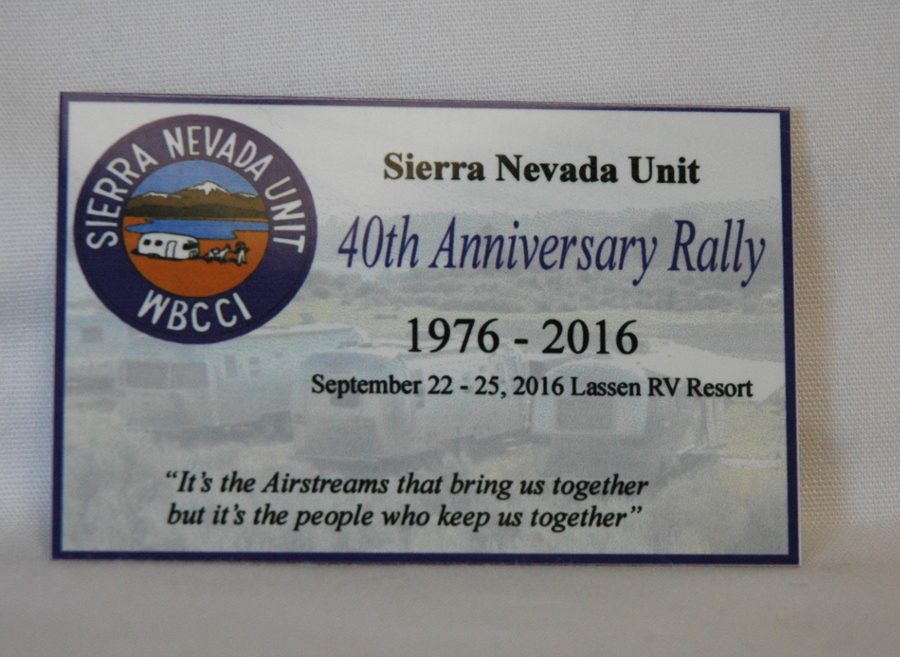 SIERRA NEVADA UNIT
WBCCI
Sierra Nevada Unit
40th Anniversary Rally
1976 - 2016
September 22 - 25, 2016 Lassen RV Resort
“It’s the Airstreams that bring us together
but it’s the people who keep us together”